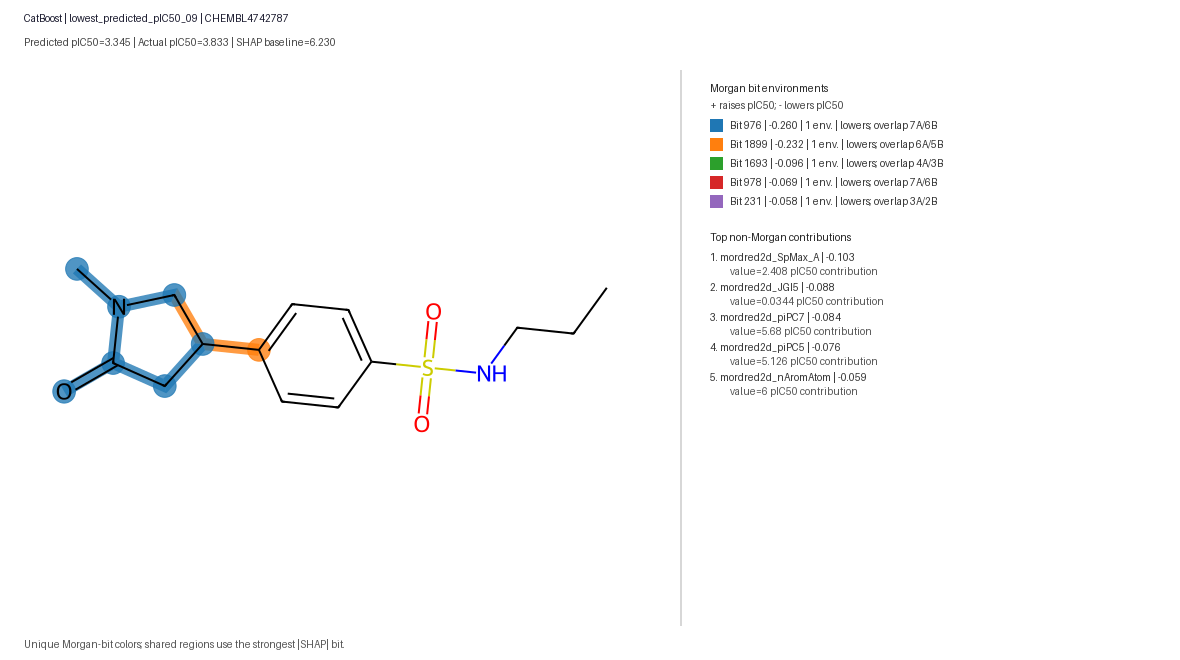 CatBoost | lowest_predicted_pIC50_09 | CHEMBL4742787
Predicted pIC50=3.345 | Actual pIC50=3.833 | SHAP baseline=6.230
Morgan bit environments
+ raises pIC50; - lowers pIC50
Bit 976 | -0.260 | 1 env. | lowers; overlap 7A/6B
Bit 1899 | -0.232 | 1 env. | lowers; overlap 6A/5B
Bit 1693 | -0.096 | 1 env. | lowers; overlap 4A/3B
Bit 978 | -0.069 | 1 env. | lowers; overlap 7A/6B
Bit 231 | -0.058 | 1 env. | lowers; overlap 3A/2B
Top non-Morgan contributions
1. mordred2d_SpMax_A | -0.103
value=2.408 pIC50 contribution
2. mordred2d_JGI5 | -0.088
value=0.0344 pIC50 contribution
3. mordred2d_piPC7 | -0.084
value=5.68 pIC50 contribution
4. mordred2d_piPC5 | -0.076
value=5.126 pIC50 contribution
5. mordred2d_nAromAtom | -0.059
value=6 pIC50 contribution
N
O
O
S
NH
O
Unique Morgan-bit colors; shared regions use the strongest |SHAP| bit.